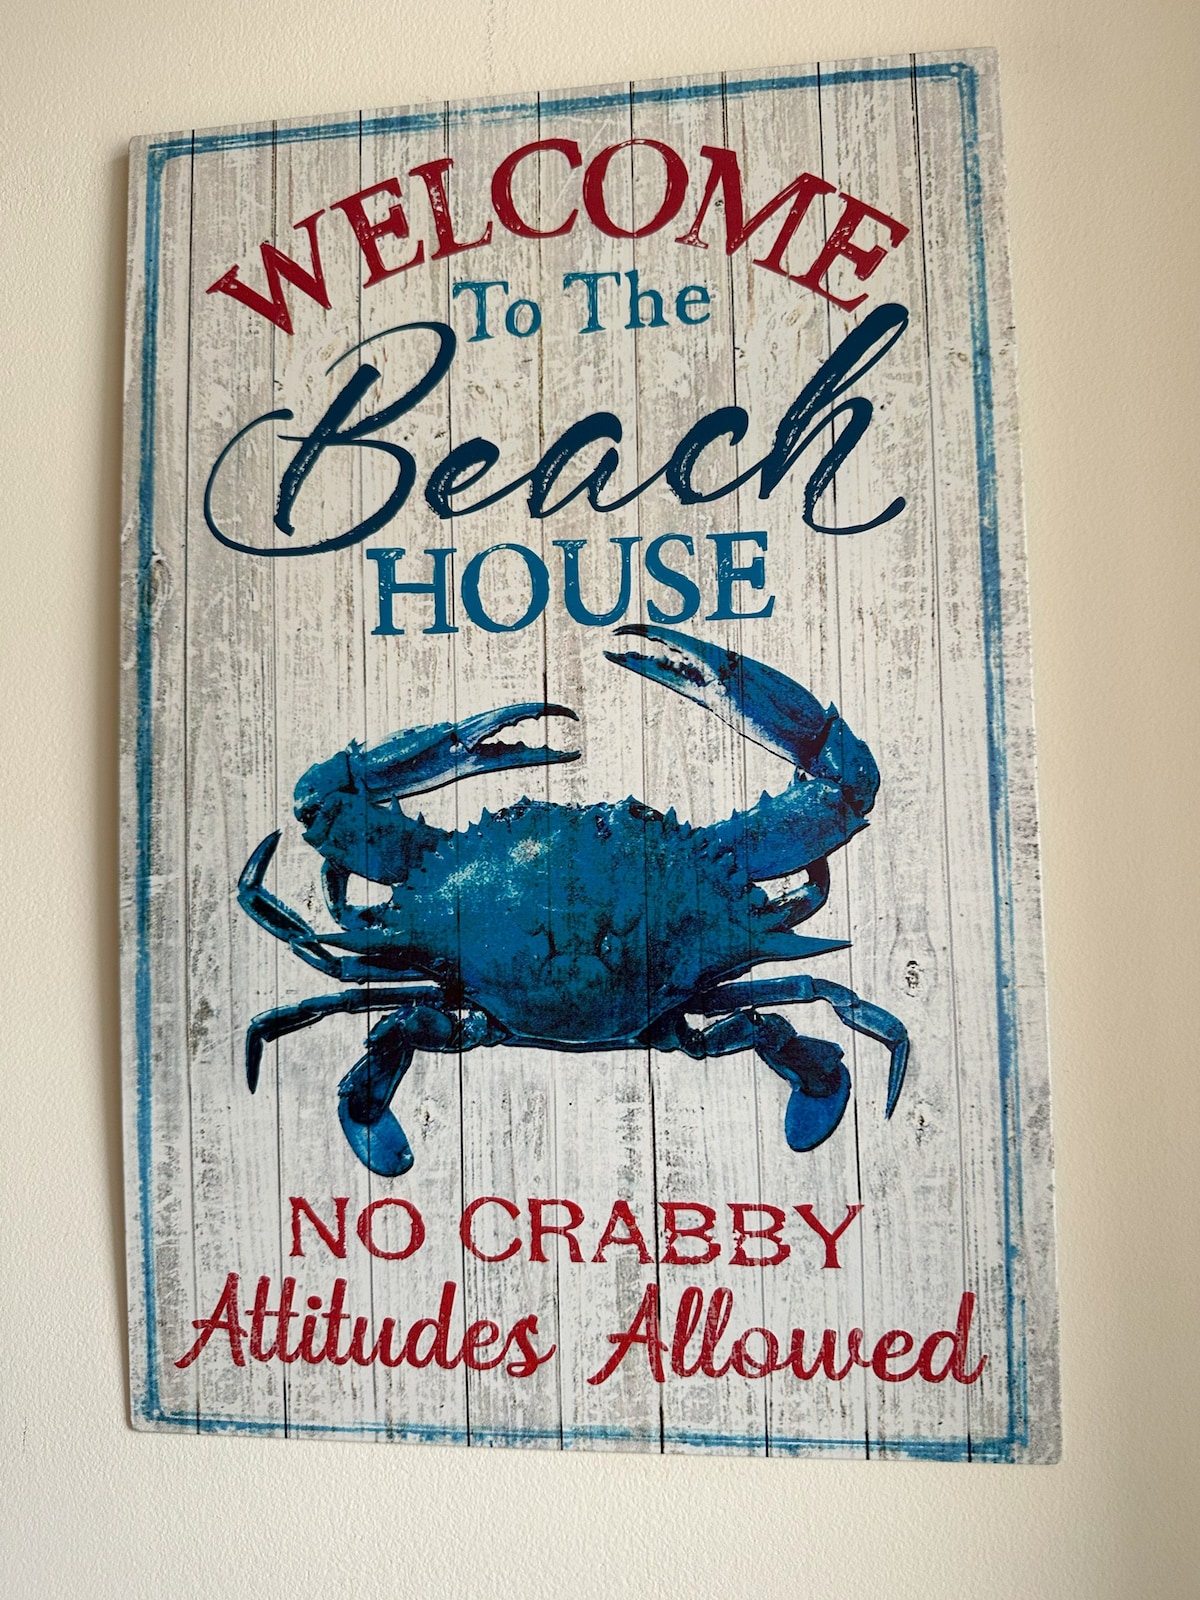 WELCOME
To The
Beach
HOUSE
NO CRABBY
Attitudes Allowed